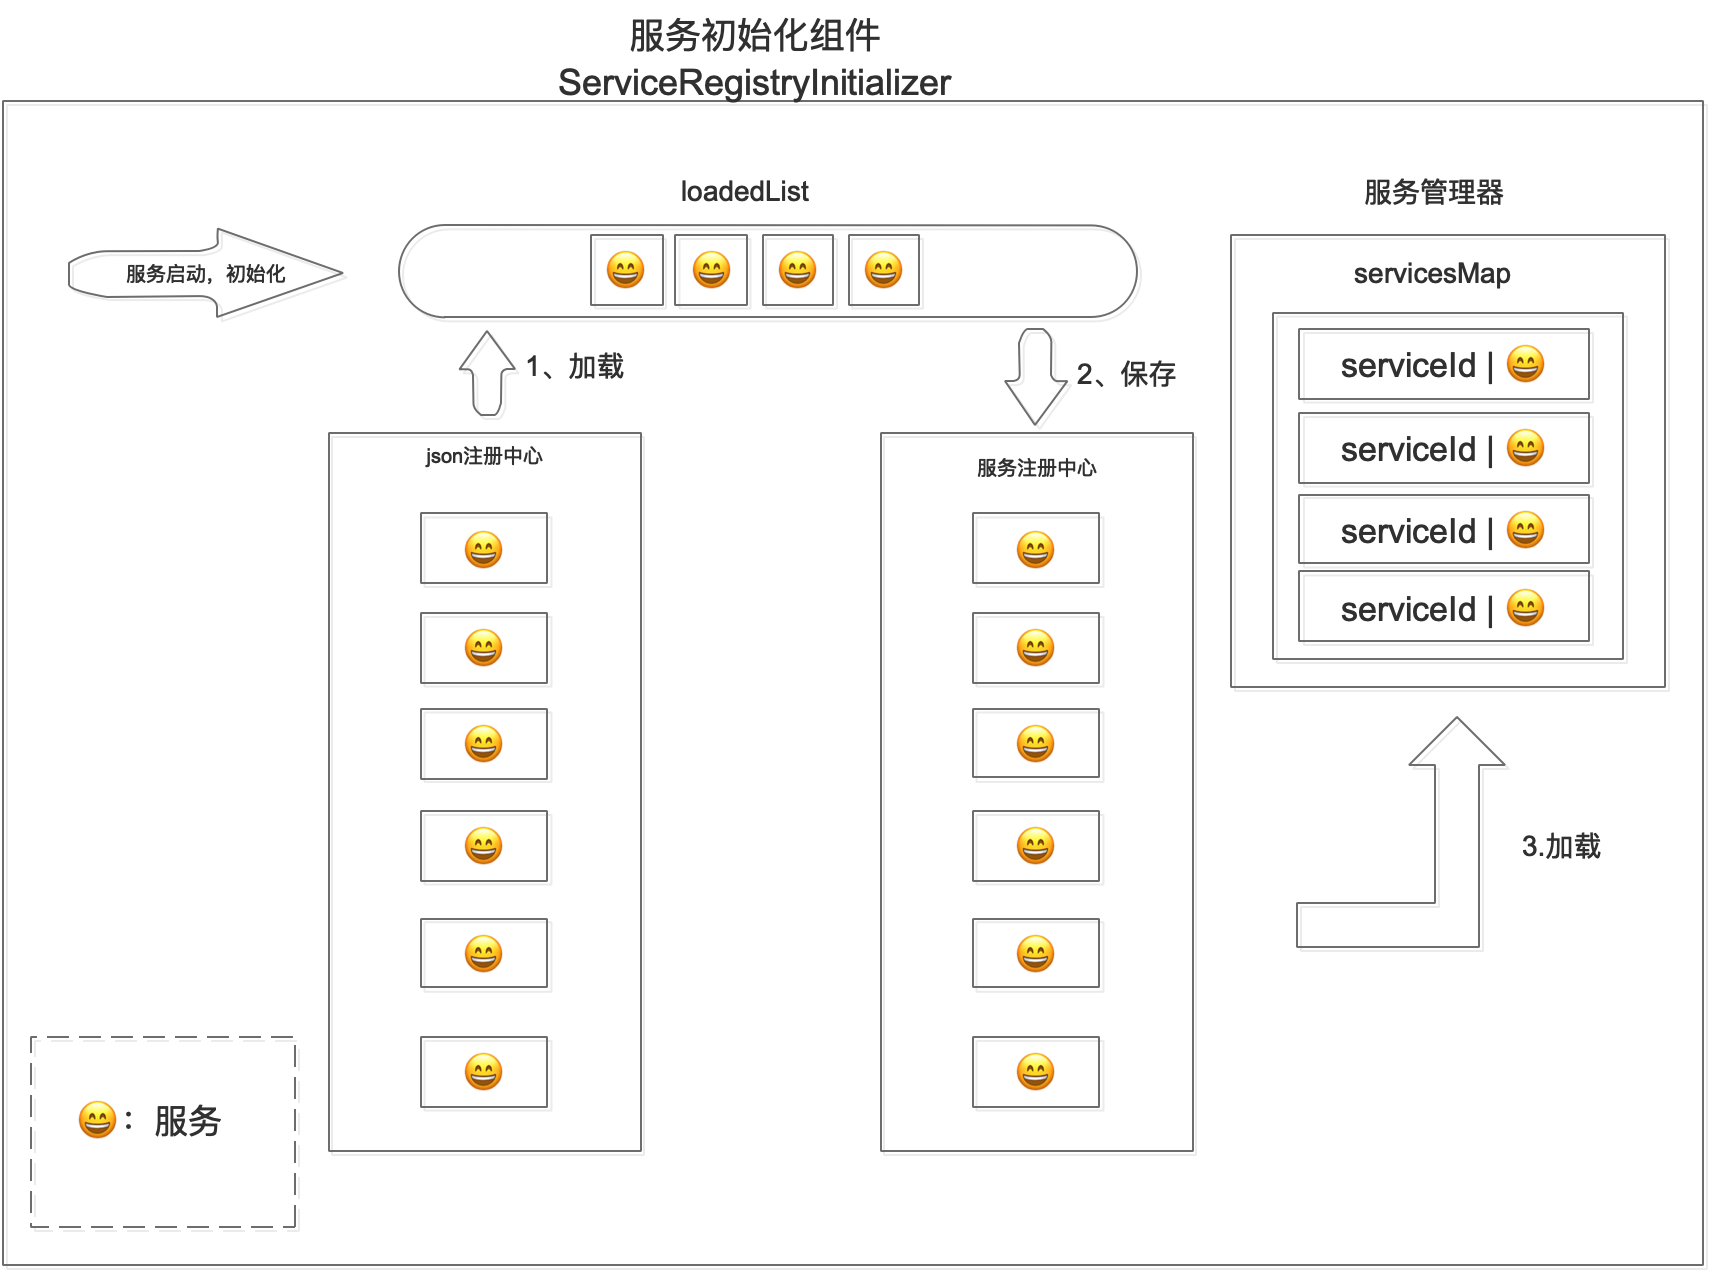 服务初始化组件
ServiceRegistryInitializer
loadedList
服务管理器
服务启动，初始化
servicesMap
1、加载
2、保存
serviceId | 😄
serviceId | 😄
serviceId | 😄
serviceId | 😄
json注册中心
服务注册中心
3.加载
😄：服务